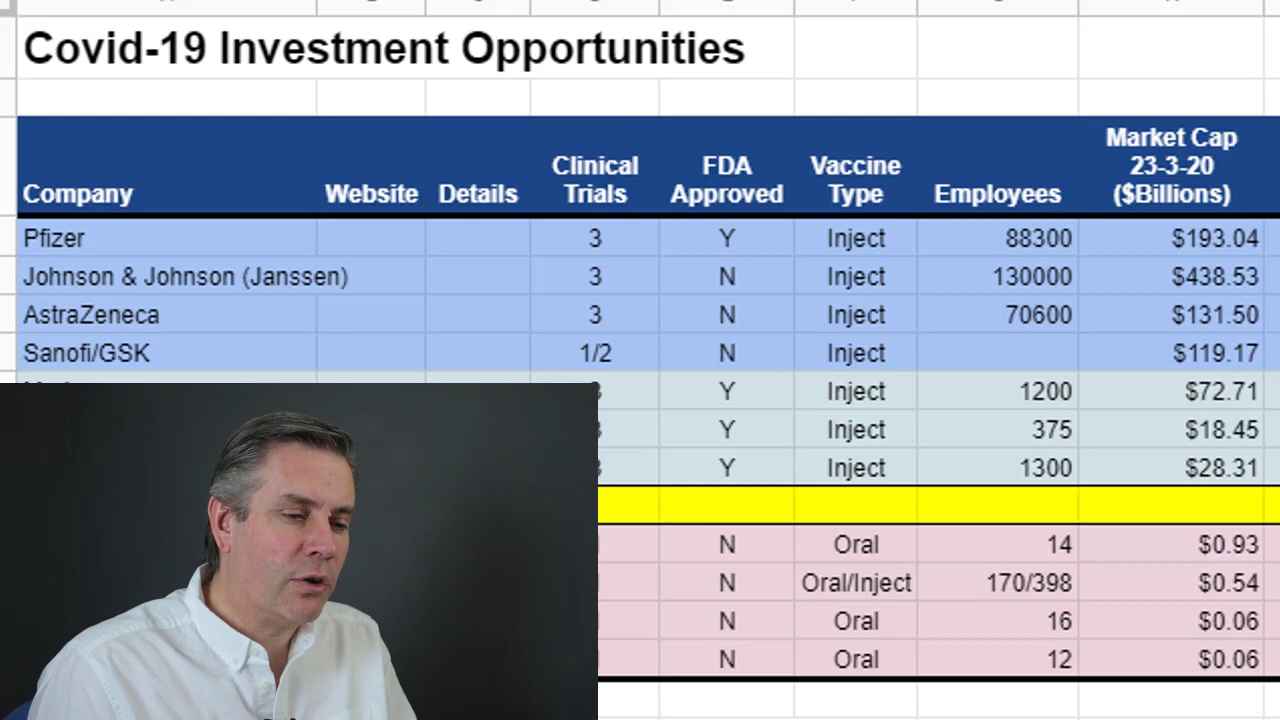 Covid-19 Investment Opportunities
Market Cap
Clinical FDA Vaccine 23-3-20
Company Website Details Trials Approved Type Employees ($Billions)
Pfizer 3 Y Inject 88300 $193.04
Johnson & Johnson (Janssen) 3 N Inject 130000 $438.53
AstraZeneca 3 N Inject 70600 $131.50
Sanofi/GSK 1/2 N Inject $119.17
Y Inject 1200 $72.71
Y Inject 375 $18.45
Y Inject 1300 $28.31
N Oral 14 $0.93
N Oral/Inject 170/398 $0.54
N Oral 16 $0.06
N Oral 12 $0.06